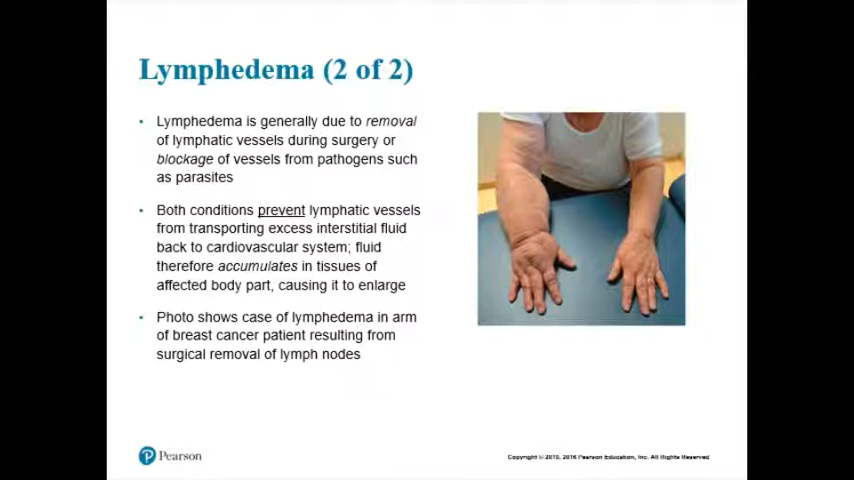 Lymphedema (2 of 2)
• Lymphedema is generally due to removal
of lymphatic vessels during surgery or
blockage of vessels from pathogens such
as parasites
• Both conditions prevent lymphatic vessels
from transporting excess interstitial fluid
back to cardiovascular system; fluid
therefore accumulates in tissues of
affected body part, causing it to enlarge
• Photo shows case of lymphedema in arm
of breast cancer patient resulting from
surgical removal of lymph nodes
Pearson
Copyright © 2019, 2016 Pearson Education, Inc. All Rights Reserved